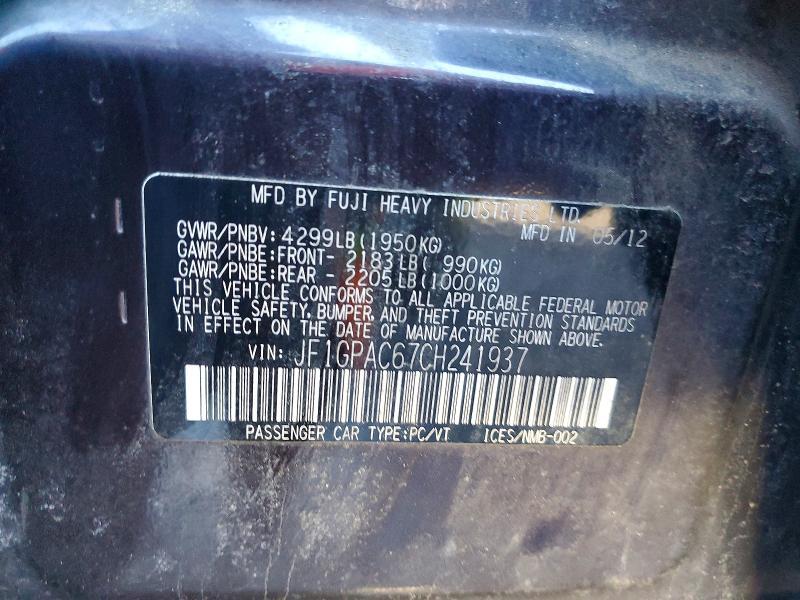 MFD BY FUJI HEAVY INDUSTRIES LTD.
MFD IN 05/12
GVWR/PNBV: 4299LB(1950KG)
GAWR/PNBE: FRONT- 2183LB( 990KG)
GAWR/PNBE: REAR - 2205LB(1000KG)
THIS VEHICLE CONFORMS TO ALL APPLICABLE FEDERAL MOTOR
VEHICLE SAFETY, BUMPER, AND THEFT PREVENTION STANDARDS
IN EFFECT ON THE DATE OF MANUFACTURE SHOWN ABOVE.
VIN: JF1GPAC67CH241937
PASSENGER CAR TYPE:PC/VT ICES/NMB-002